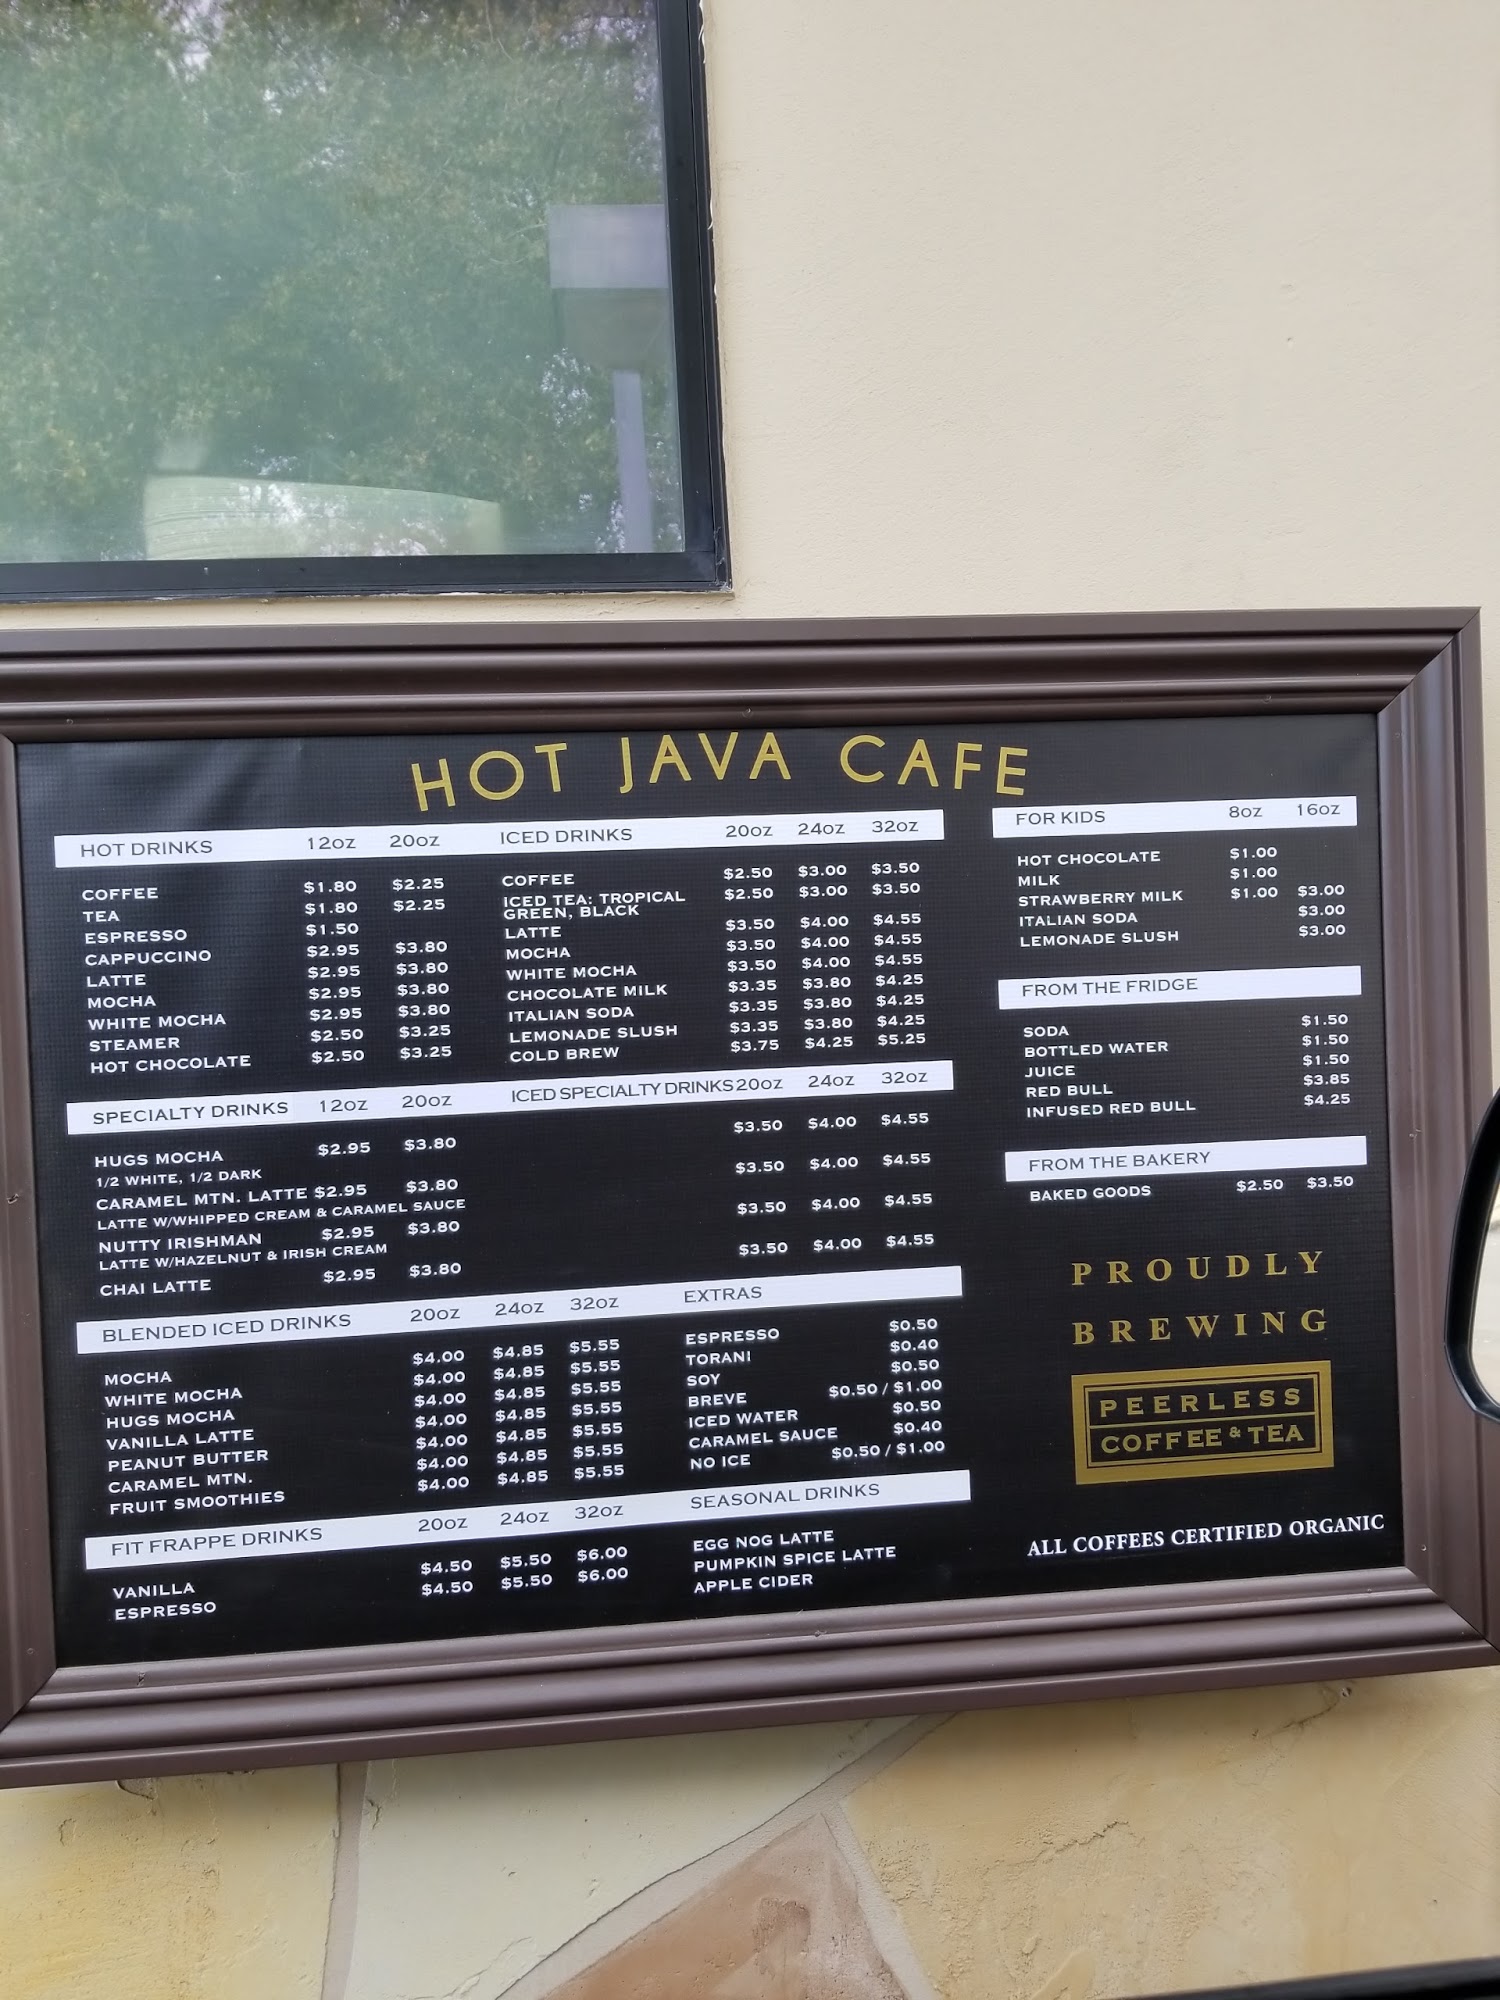 HOT JAVA CAFE
HOT DRINKS 12oz 20oz
COFFEE $1.80 $2.25
TEA $1.80 $2.25
ESPRESSO $1.50
CAPPUCCINO $2.95 $3.80
LATTE $2.95 $3.80
MOCHA $2.95 $3.80
WHITE MOCHA $2.95 $3.80
STEAMER $2.50 $3.25
HOT CHOCOLATE $2.50 $3.25
ICED DRINKS 20oz 24oz 32oz
COFFEE $2.50 $3.00 $3.50
ICED TEA: TROPICAL $2.50 $3.00 $3.50
GREEN, BLACK
LATTE $3.50 $4.00 $4.55
MOCHA $3.50 $4.00 $4.55
WHITE MOCHA $3.50 $4.00 $4.55
CHOCOLATE MILK $3.35 $3.80 $4.25
ITALIAN SODA $3.35 $3.80 $4.25
LEMONADE SLUSH $3.35 $3.80 $4.25
COLD BREW $3.75 $4.25 $5.25
SPECIALTY DRINKS 12oz 20oz
HUGS MOCHA $2.95 $3.80
1/2 WHITE, 1/2 DARK
CARAMEL MTN. LATTE $2.95 $3.80
LATTE W/WHIPPED CREAM & CARAMEL SAUCE
NUTTY IRISHMAN $2.95 $3.80
LATTE W/HAZELNUT & IRISH CREAM
CHAI LATTE $2.95 $3.80
ICED SPECIALTY DRINKS 20oz 24oz 32oz
$3.50 $4.00 $4.55
$3.50 $4.00 $4.55
$3.50 $4.00 $4.55
$3.50 $4.00 $4.55
BLENDED ICED DRINKS 20oz 24oz 32oz
MOCHA $4.00 $4.85 $5.55
WHITE MOCHA $4.00 $4.85 $5.55
HUGS MOCHA $4.00 $4.85 $5.55
VANILLA LATTE $4.00 $4.85 $5.55
PEANUT BUTTER $4.00 $4.85 $5.55
CARAMEL MTN. $4.00 $4.85 $5.55
FRUIT SMOOTHIES $4.00 $4.85 $5.55
EXTRAS
ESPRESSO $0.50
TORANI $0.40
SOY $0.50
BREVE $0.50 / $1.00
ICED WATER $0.50
CARAMEL SAUCE $0.40
NO ICE $0.50 / $1.00
FIT FRAPPE DRINKS 20oz 24oz 32oz
VANILLA $4.50 $5.50 $6.00
ESPRESSO $4.50 $5.50 $6.00
SEASONAL DRINKS
EGG NOG LATTE
PUMPKIN SPICE LATTE
APPLE CIDER
FOR KIDS 8oz 16oz
HOT CHOCOLATE $1.00
MILK $1.00
STRAWBERRY MILK $1.00 $3.00
ITALIAN SODA $3.00
LEMONADE SLUSH $3.00
FROM THE FRIDGE
SODA $1.50
BOTTLED WATER $1.50
JUICE $1.50
RED BULL $3.85
INFUSED RED BULL $4.25
FROM THE BAKERY
BAKED GOODS $2.50 $3.50
PROUDLY
BREWING
PEERLESS
COFFEE & TEA
ALL COFFEES CERTIFIED ORGANIC